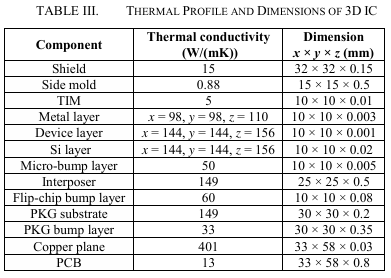 TABLE III. THERMAL PROFILE AND DIMENSIONS OF 3D IC
Component Thermal conductivity (W/(mK)) Dimension x × y × z (mm)
Shield 15 32 × 32 × 0.15
Side mold 0.88 15 × 15 × 0.5
TIM 5 10 × 10 × 0.01
Metal layer x = 98, y = 98, z = 110 10 × 10 × 0.003
Device layer x = 144, y = 144, z = 156 10 × 10 × 0.001
Si layer x = 144, y = 144, z = 156 10 × 10 × 0.02
Micro-bump layer 50 10 × 10 × 0.005
Interposer 149 25 × 25 × 0.5
Flip-chip bump layer 60 10 × 10 × 0.08
PKG substrate 149 30 × 30 × 0.2
PKG bump layer 33 30 × 30 × 0.35
Copper plane 401 33 × 58 × 0.03
PCB 13 33 × 58 × 0.8